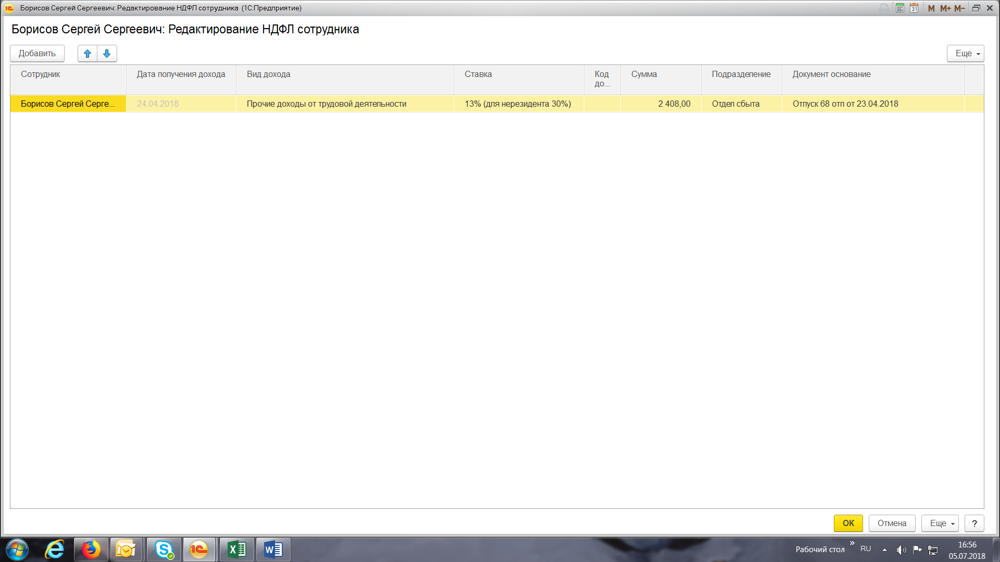 Борисов Сергей Сергеевич: Редактирование НДФЛ сотрудника (1С:Предприятие)
31
M M+ M−
Борисов Сергей Сергеевич: Редактирование НДФЛ сотрудника
Добавить
Еще
Сотрудник Дата получения дохода Вид дохода Ставка Код до... Сумма Подразделение Документ основание
Борисов Сергей Серге... 24.04.2018 Прочие доходы от трудовой деятельности 13% (для нерезидента 30%) 2 408,00 Отдел сбыта Отпуск 68 отп от 23.04.2018
ОК Отмена Еще ?
Рабочий стол » RU 16:56
05.07.2018